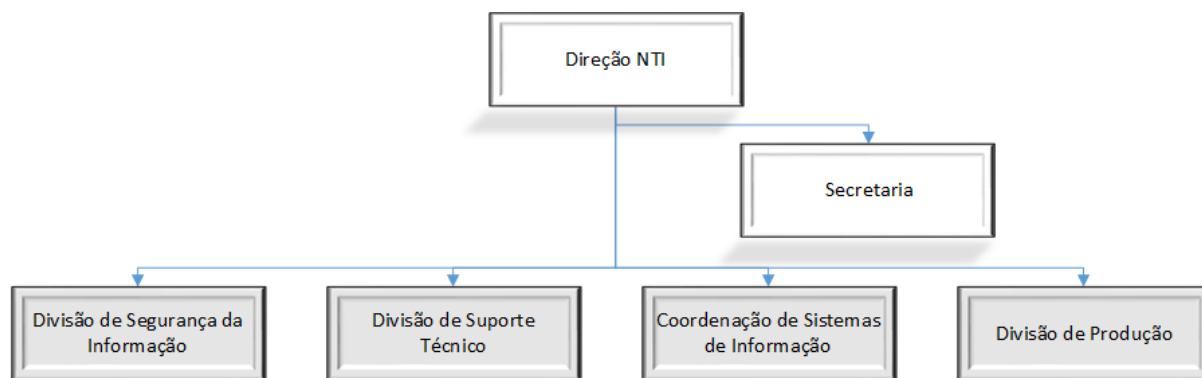 Direção NTI
Secretaria
Divisão de Segurança da
Informação
Divisão de Suporte
Técnico
Coordenação de Sistemas
de Informação
Divisão de Produção